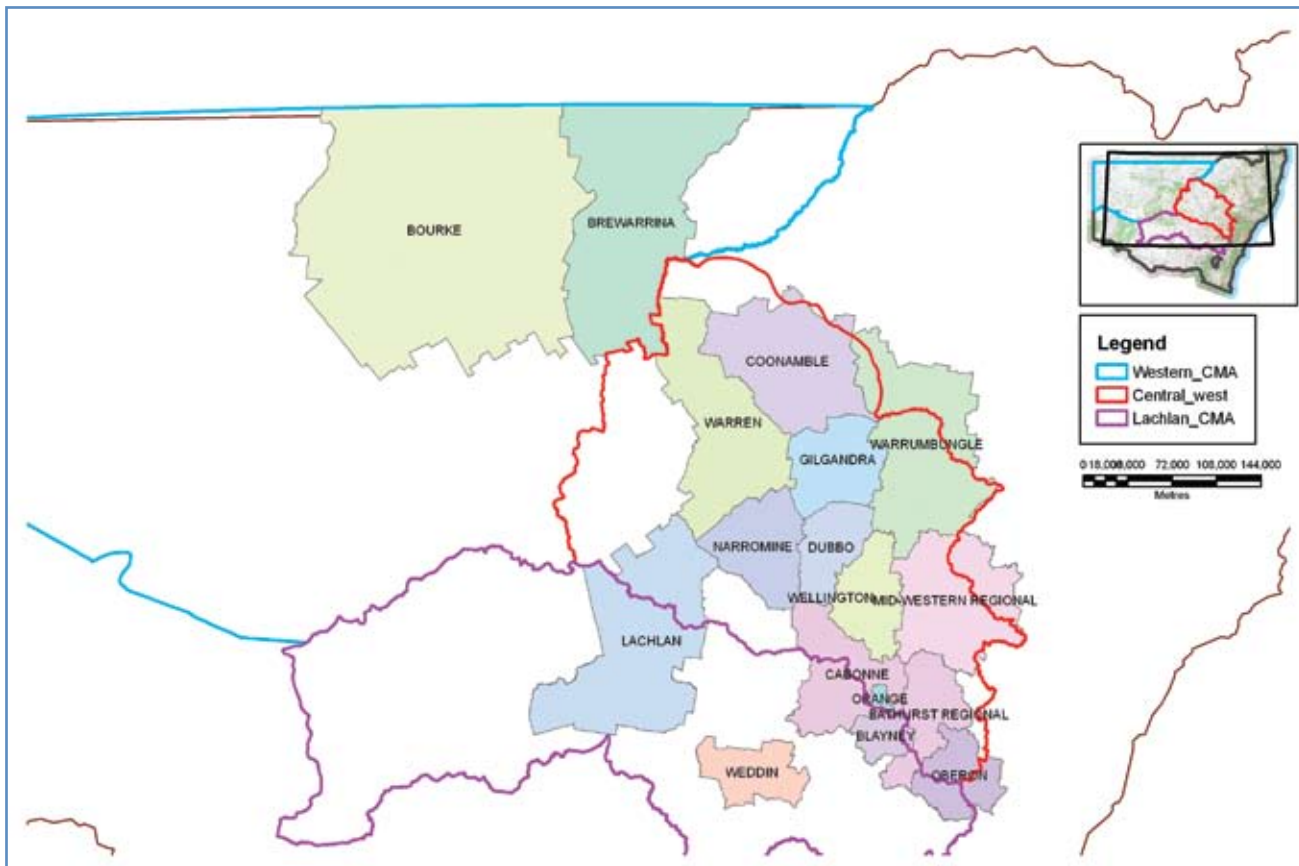 BOURKE
BREWARRINA
COONAMBLE
WARREN
WARRUMBUNGLE
GILGANDRA
NARROMINE
DUBBO
WELLINGTON
MID-WESTERN REGIONAL
LACHLAN
CABONNE
ORANGE
BATHURST REGIONAL
BLAYNEY
WEDDIN
OBERON
Legend
Western_CMA
Central_west
Lachlan_CMA
72,000 108,000 144,000
Metres